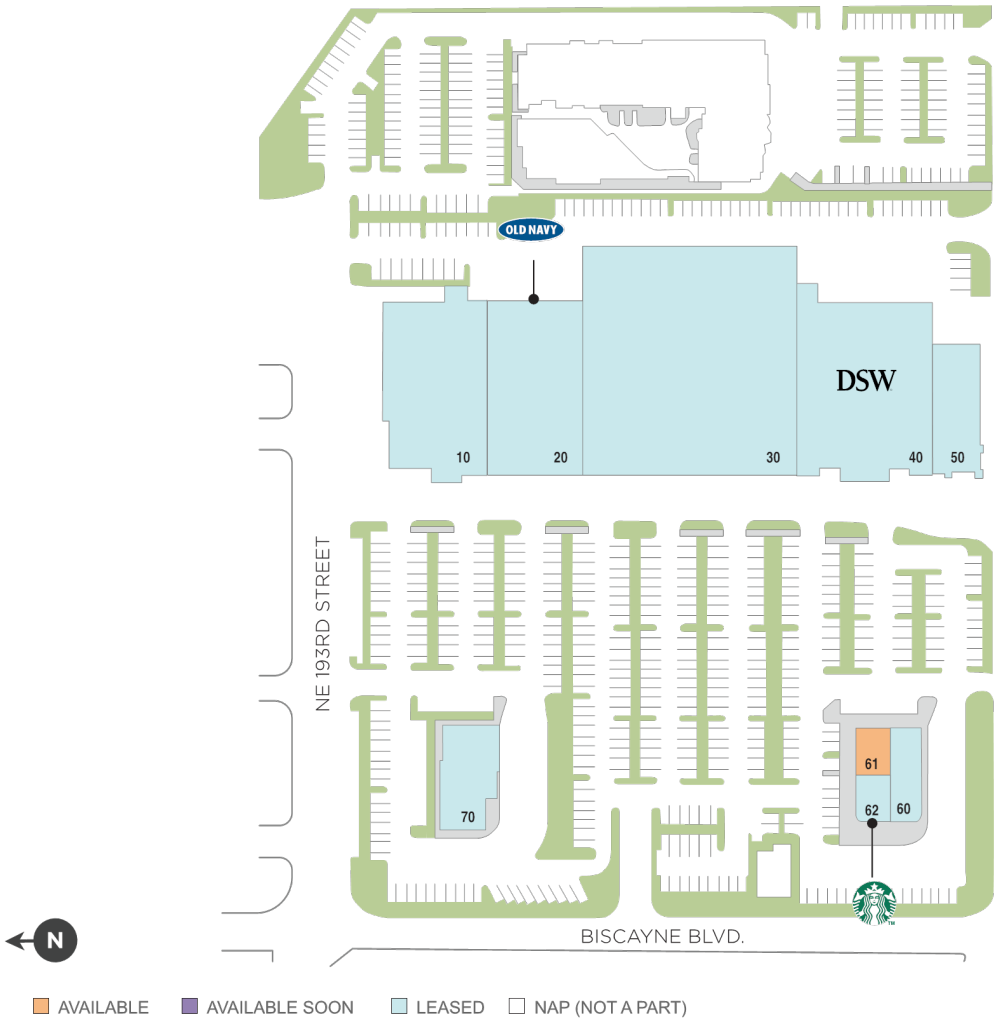 OLD NAVY
DSW
10
20
30
40
50
NE 193RD STREET
61
70
62
60
TM
N
BISCAYNE BLVD.
AVAILABLE
AVAILABLE SOON
LEASED
NAP (NOT A PART)